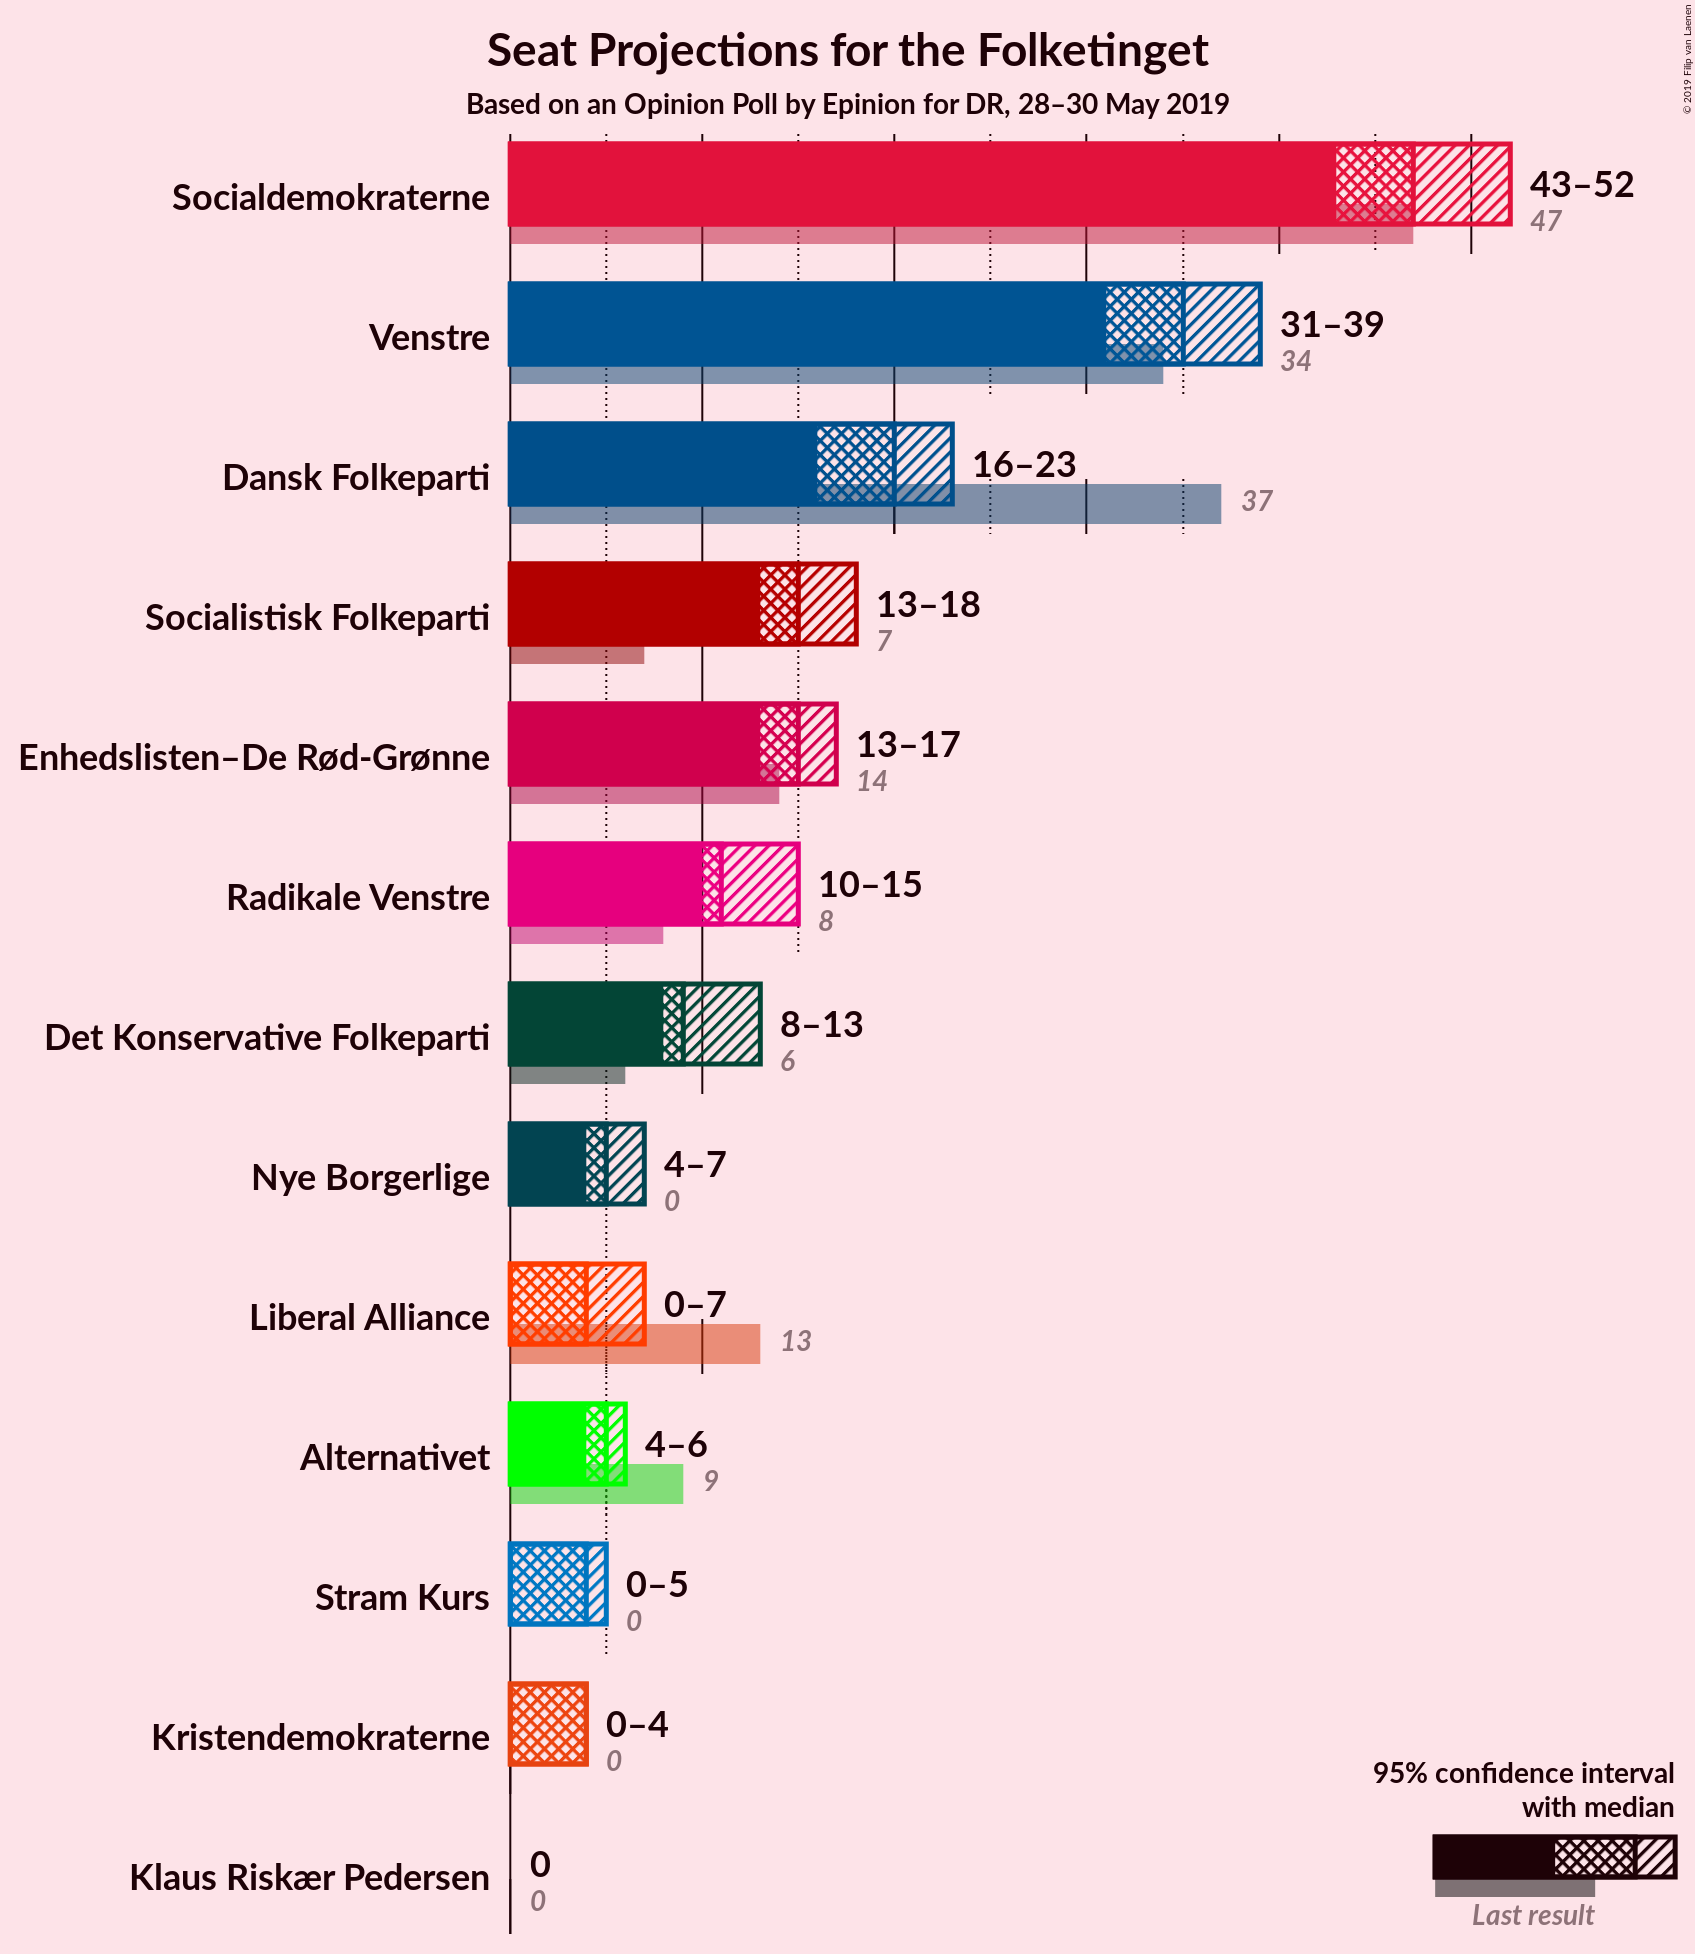 Seat Projections for the Folketinget
Based on an Opinion Poll by Epinion for DR, 28–30 May 2019
© 2019 Filip van Laenen
Socialdemokraterne
43–52
47
Venstre
31–39
34
Dansk Folkeparti
16–23
37
Socialistisk Folkeparti
13–18
7
Enhedslisten–De Rød-Grønne
13–17
14
Radikale Venstre
10–15
8
Det Konservative Folkeparti
8–13
6
Nye Borgerlige
4–7
0
Liberal Alliance
0–7
13
Alternativet
4–6
9
Stram Kurs
0–5
0
Kristendemokraterne
0–4
0
Klaus Riskær Pedersen
0
0
95% confidence interval
with median
Last result